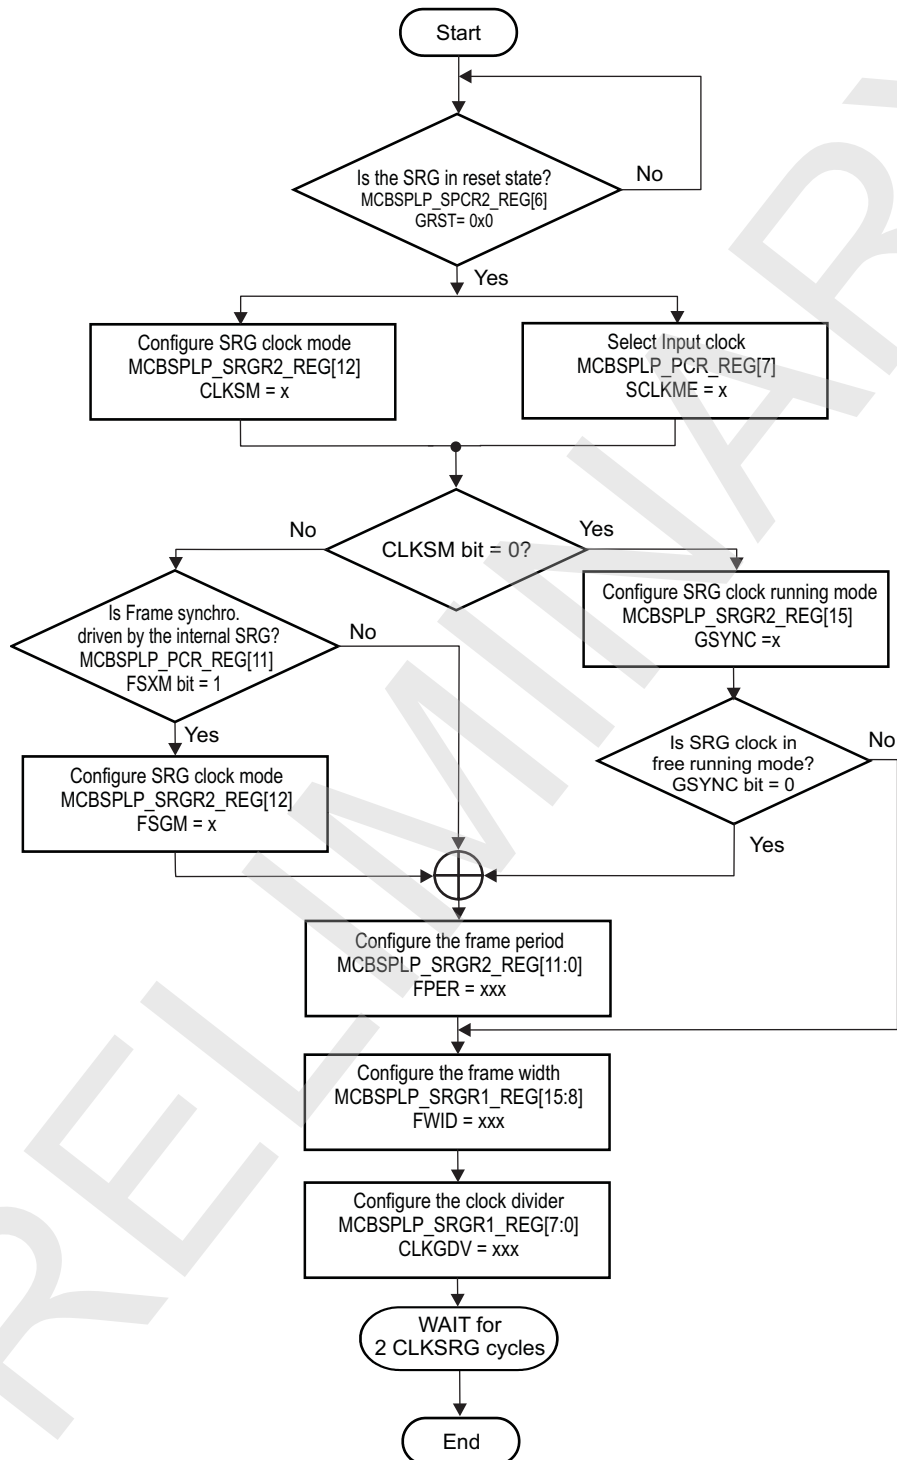 Start
Is the SRG in reset state?
MCBSPLP_SPCR2_REG[6]
GRST= 0x0
No
Yes
Configure SRG clock mode
MCBSPLP_SRGR2_REG[12]
CLKSM = x
Select Input clock
MCBSPLP_PCR_REG[7]
SCLKME = x
CLKSM bit = 0?
No
Yes
Is Frame synchro.
driven by the internal SRG?
MCBSPLP_PCR_REG[11]
FSXM bit = 1
No
Yes
Configure SRG clock running mode
MCBSPLP_SRGR2_REG[15]
GSYNC =x
Is SRG clock in
free running mode?
GSYNC bit = 0
No
Yes
Configure SRG clock mode
MCBSPLP_SRGR2_REG[12]
FSGM = x
Configure the frame period
MCBSPLP_SRGR2_REG[11:0]
FPER = xxx
Configure the frame width
MCBSPLP_SRGR1_REG[15:8]
FWID = xxx
Configure the clock divider
MCBSPLP_SRGR1_REG[7:0]
CLKGDV = xxx
WAIT for
2 CLKSRG cycles
End
PRELIMINARY